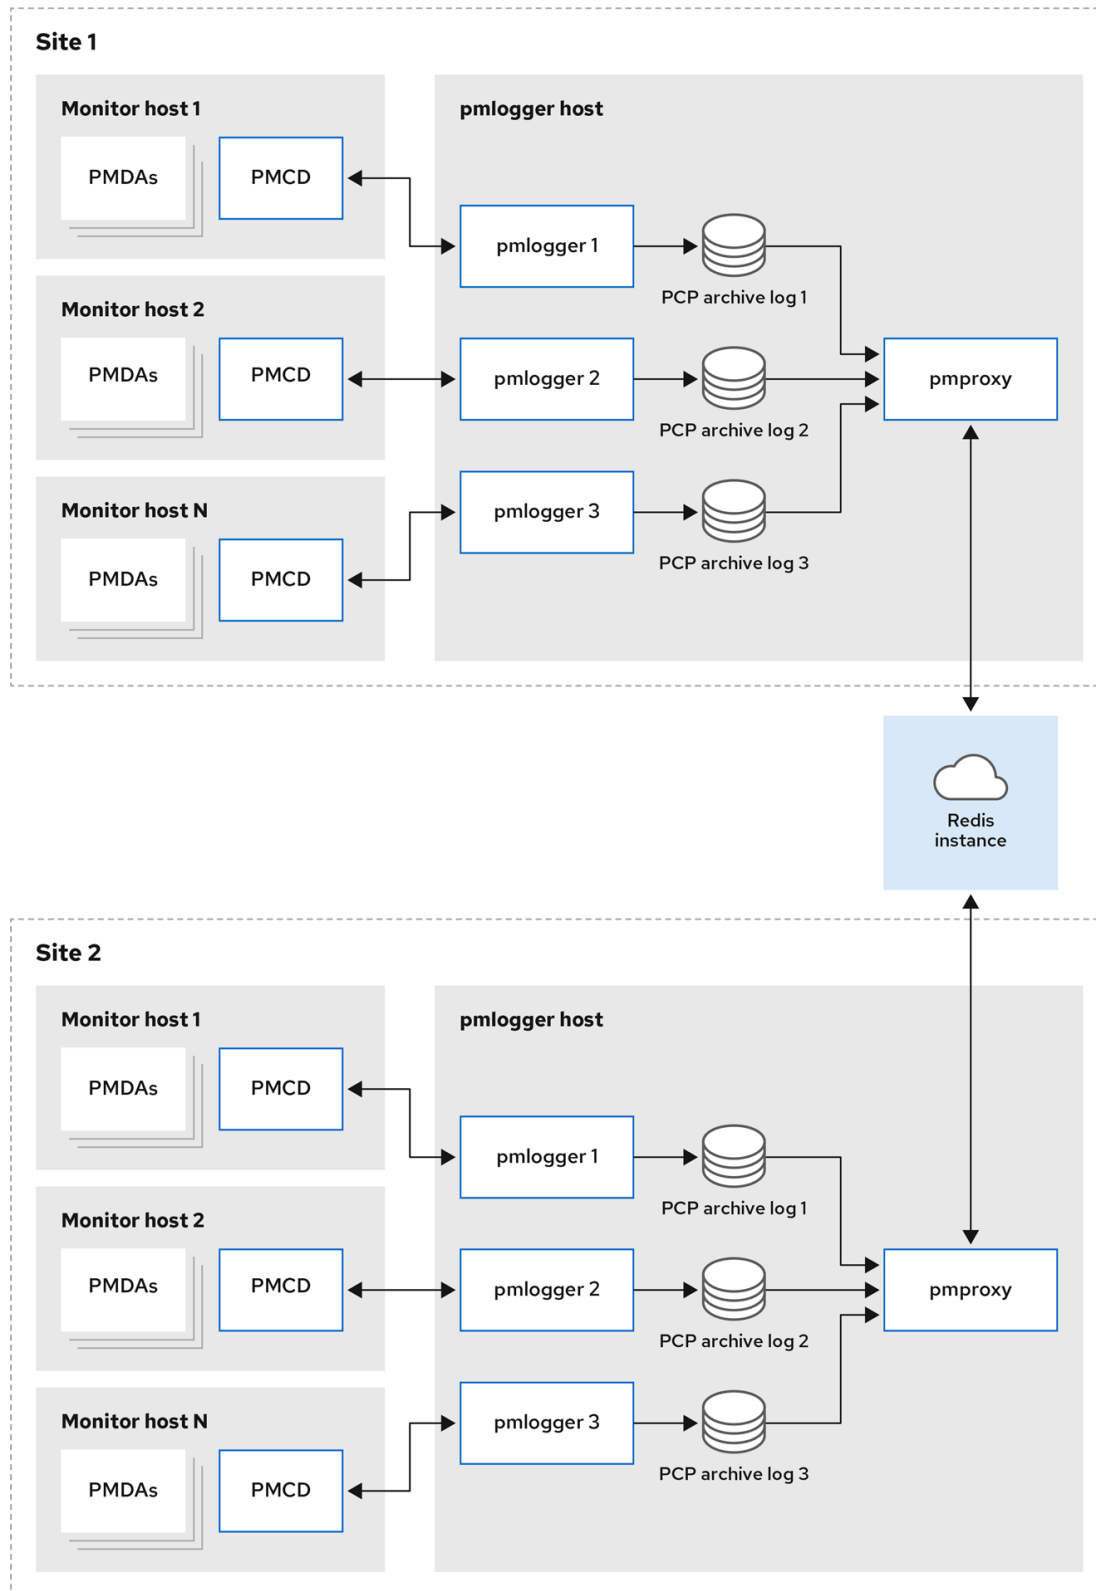 Site 1
Monitor host 1
PMDAs
PMCD
Monitor host 2
PMDAs
PMCD
Monitor host N
PMDAs
PMCD
pmlogger host
pmlogger 1
PCP archive log 1
pmlogger 2
PCP archive log 2
pmlogger 3
PCP archive log 3
pmproxy
Redis
instance
Site 2
Monitor host 1
PMDAs
PMCD
Monitor host 2
PMDAs
PMCD
Monitor host N
PMDAs
PMCD
pmlogger host
pmlogger 1
PCP archive log 1
pmlogger 2
PCP archive log 2
pmlogger 3
PCP archive log 3
pmproxy